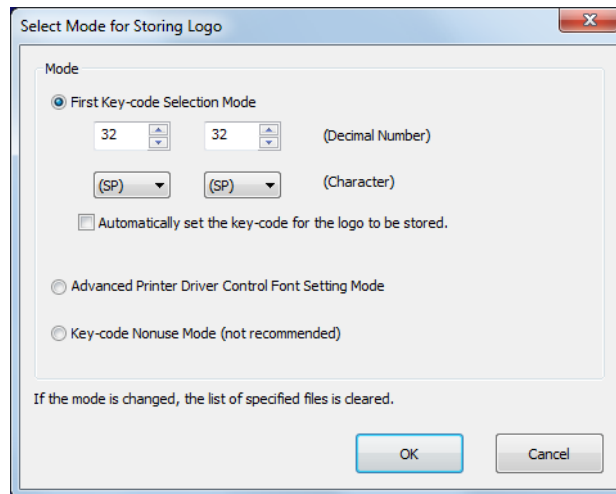 Select Mode for Storing Logo
Mode
First Key-code Selection Mode
32 32 (Decimal Number)
(SP) (SP) (Character)
Automatically set the key-code for the logo to be stored.
Advanced Printer Driver Control Font Setting Mode
Key-code Nonuse Mode (not recommended)
If the mode is changed, the list of specified files is cleared.
OK Cancel